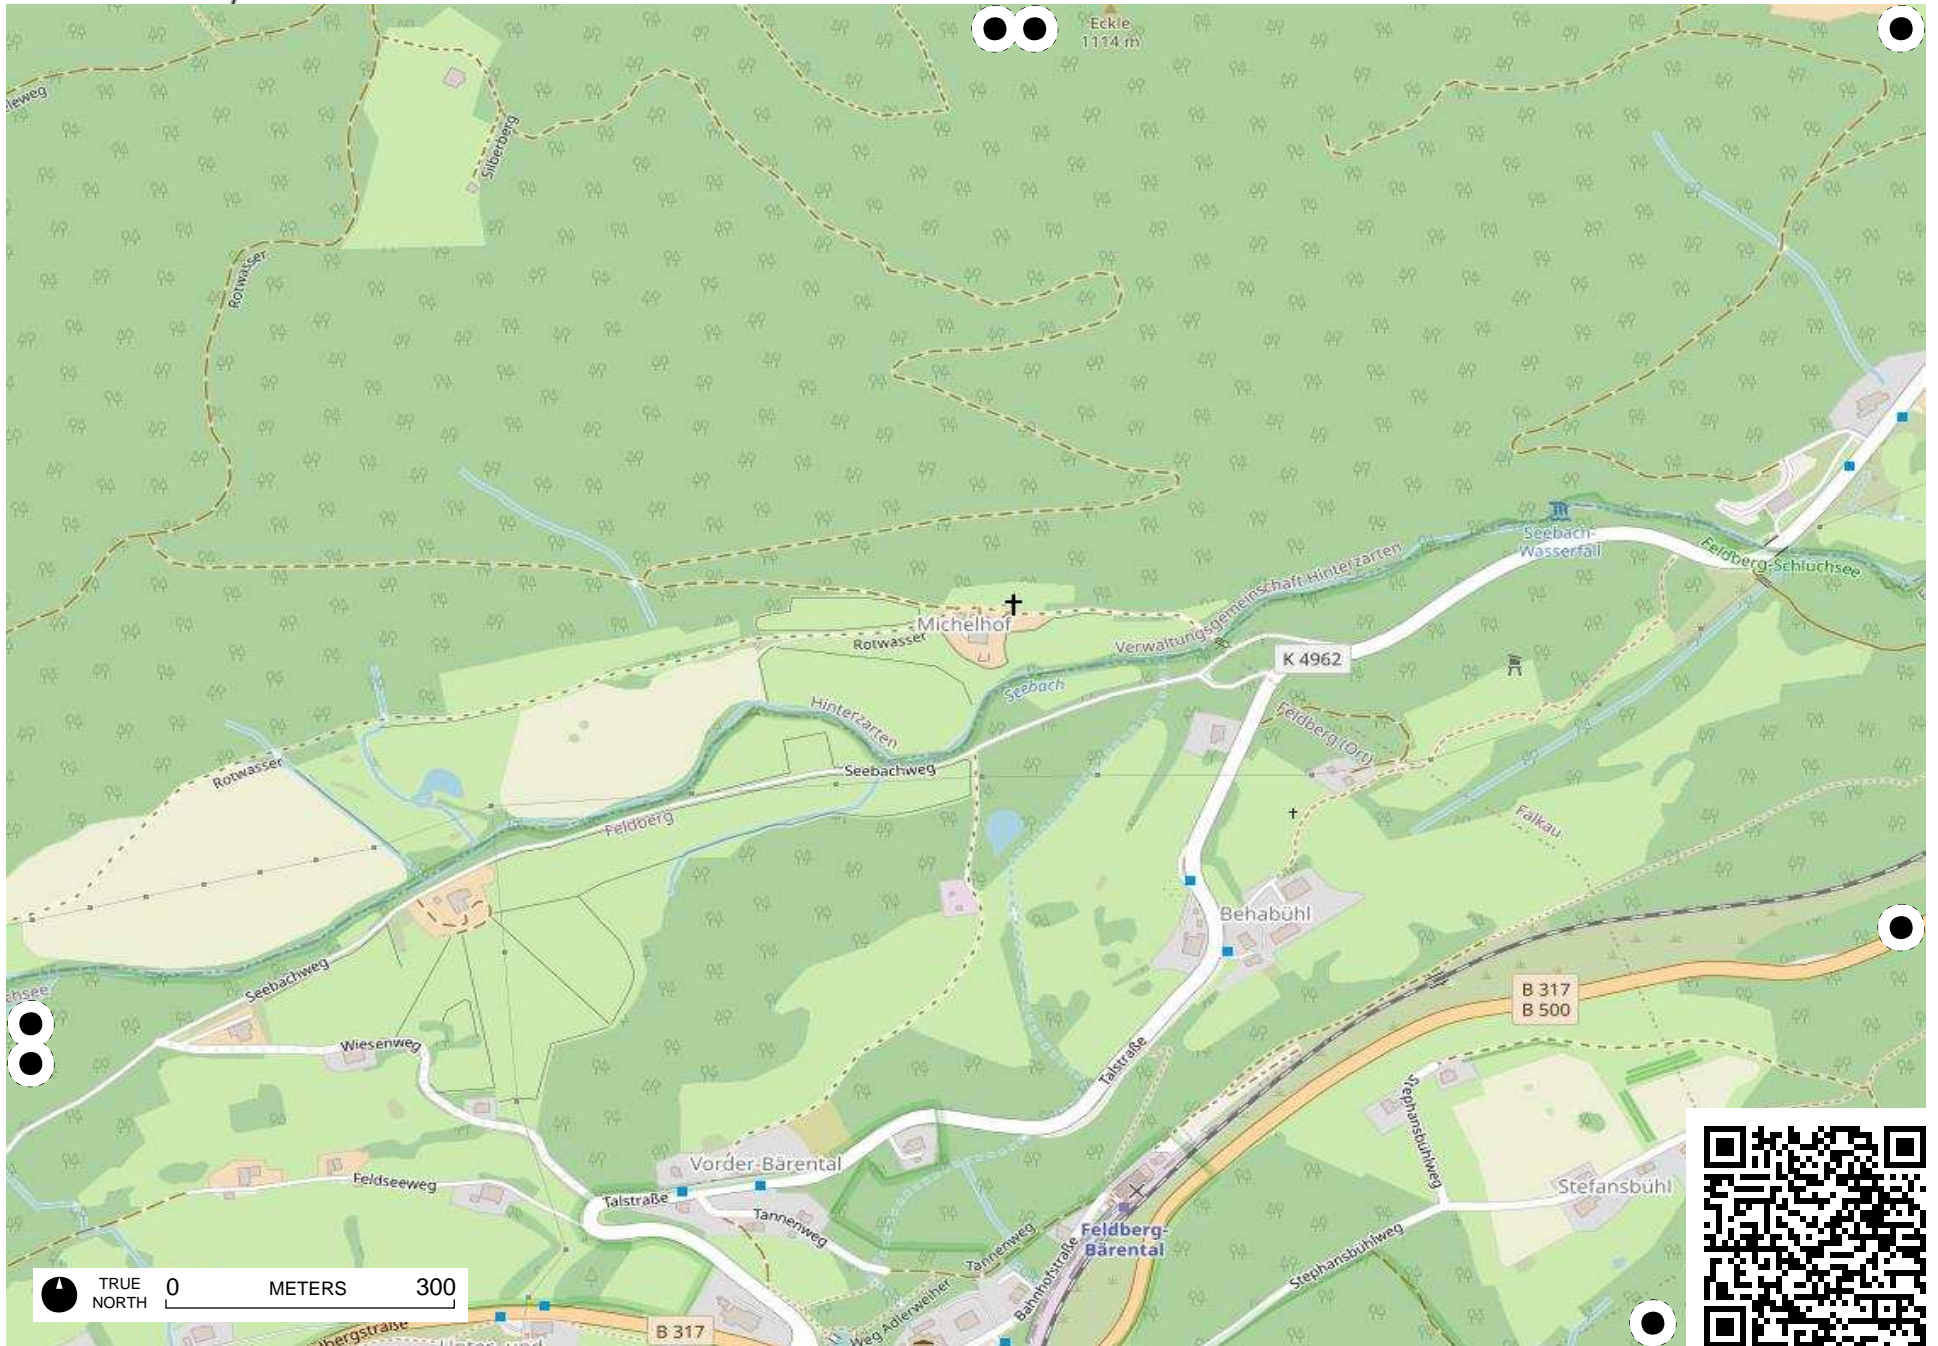 Eckle
1114 m
Silberberg
Rotwasser
Seebach-
Wasserfall
Feldberg-Schluchsee
Verwaltungsgemeinschaft Hinterzarten
Michelhof
Rotwasser
K 4962
Seebach
Hinterzarten
Feldberg (Ort)
Rotwasser
Seebachweg
Feldberg
Falkau
Behabühl
Seebachweg
B 317
B 500
Wiesenweg
Talstraße
Stephansbühlweg
Vorder-Bärental
Feldseeweg
Talstraße
Tannenweg
Stefansbühl
Feldberg-
Bärental
Tannenweg
Stephansbühlweg
Bahnhofstraße
Weg Adlerweiher
TRUE
NORTH
0 METERS 300
B 317